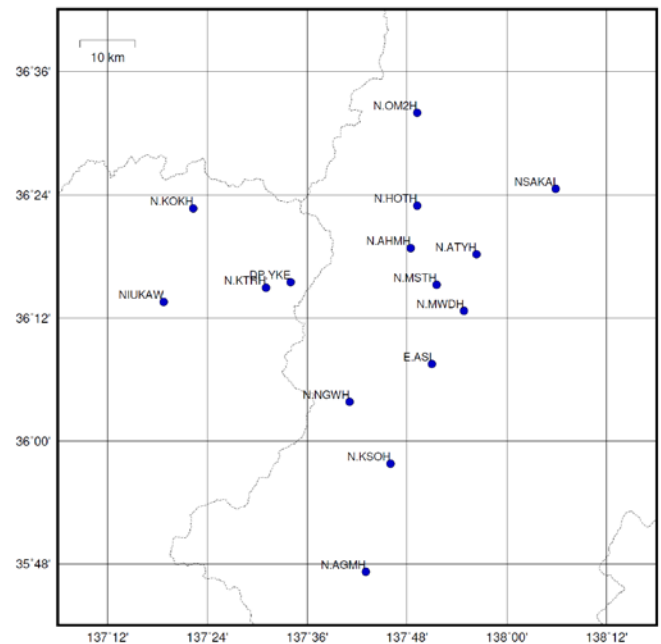 10 km
36°36'
N.OM2H
36°24'
NSAKAI
N.KOKH
N.HOTH
N.AHMH
N.ATYH
DP.YKE
N.KTRH
N.MSTH
NIUKAW
N.MWDH
36°12'
E.ASI
N.NGWH
36°00'
N.KSOH
35°48'
N.AGMH
137°12' 137°24' 137°36' 137°48' 138°00' 138°12'